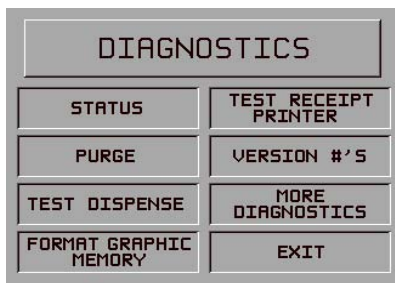 DIAGNOSTICS
STATUS
TEST RECEIPT
PRINTER
PURGE
VERSION #'S
TEST DISPENSE
MORE
DIAGNOSTICS
FORMAT GRAPHIC
MEMORY
EXIT